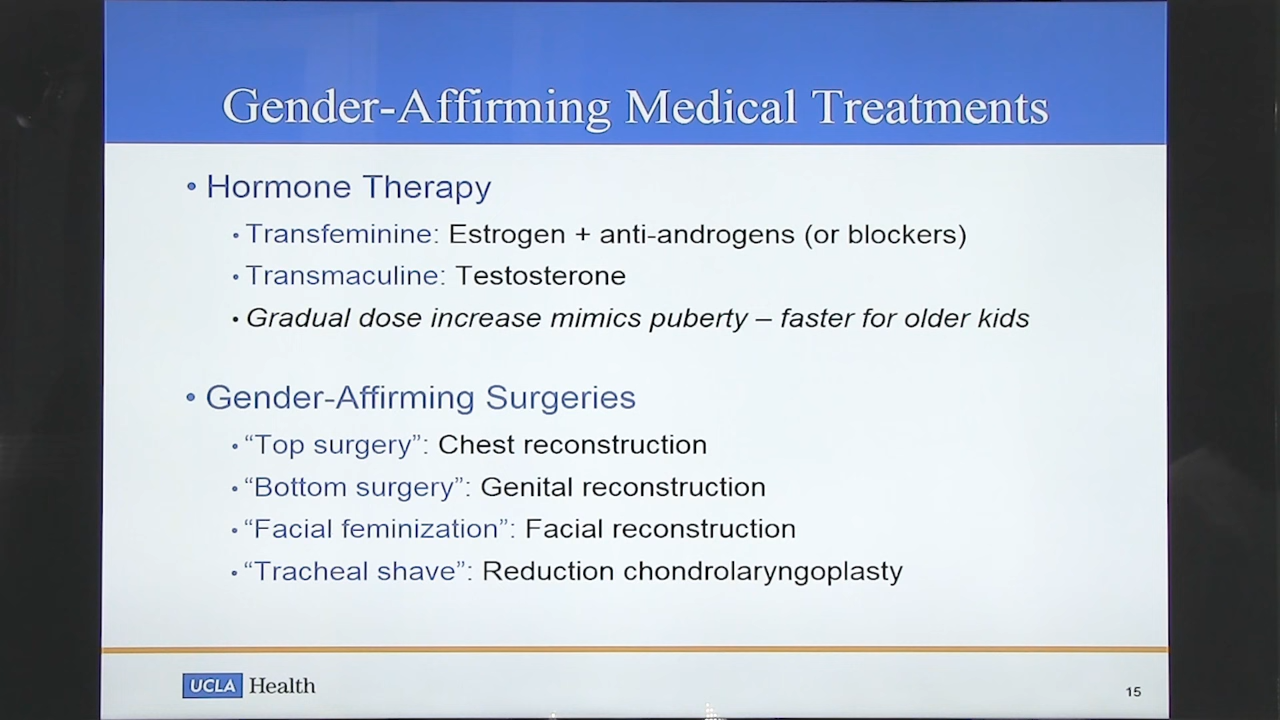 Gender-Affirming Medical Treatments
• Hormone Therapy
• Transfeminine: Estrogen + anti-androgens (or blockers)
• Transmaculine: Testosterone
• Gradual dose increase mimics puberty – faster for older kids
• Gender-Affirming Surgeries
• “Top surgery”: Chest reconstruction
• “Bottom surgery”: Genital reconstruction
• “Facial feminization”: Facial reconstruction
• “Tracheal shave”: Reduction chondrolaryngoplasty
UCLA Health
15